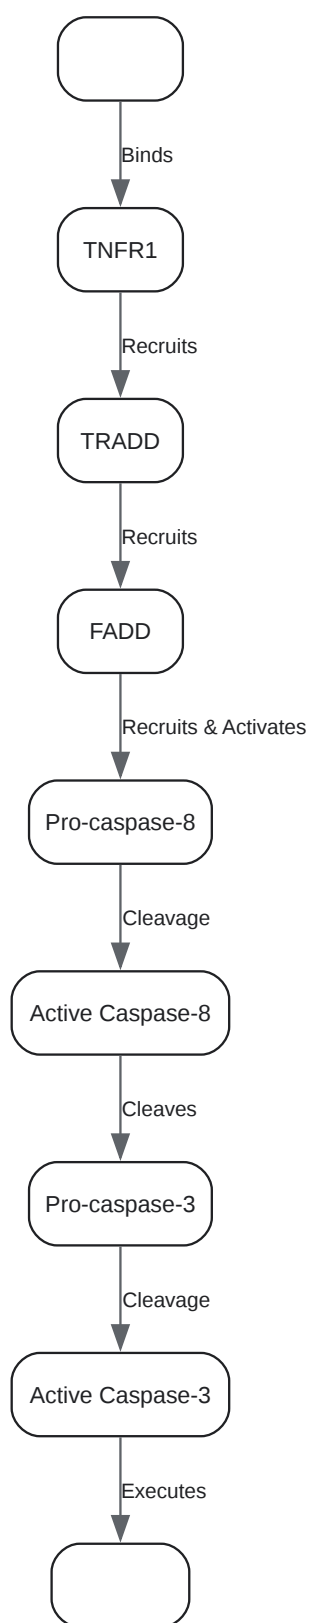 Binds
TNFR1
Recruits
TRADD
Recruits
FADD
Recruits & Activates
Pro-caspase-8
Cleavage
Active Caspase-8
Cleaves
Pro-caspase-3
Cleavage
Active Caspase-3
Executes